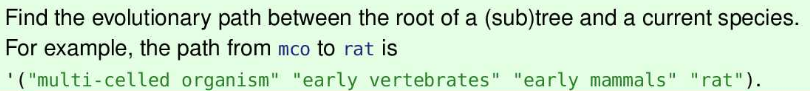 Find the evolutionary path between the root of a (sub)tree and a current species.
For example, the path from mco to rat is
'("multi-celled organism" "early vertebrates" "early mammals" "rat").